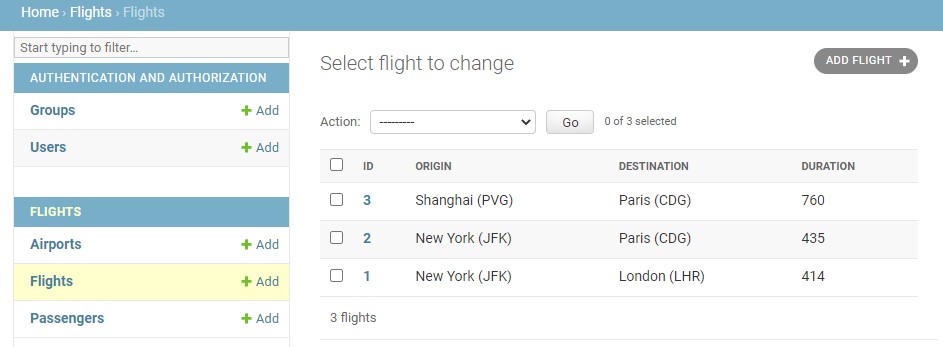 Home › Flights › Flights
Start typing to filter...
AUTHENTICATION AND AUTHORIZATION
Groups + Add
Users + Add
FLIGHTS
Airports + Add
Flights + Add
Passengers + Add
Select flight to change
ADD FLIGHT +
Action: --------- Go 0 of 3 selected
ID ORIGIN DESTINATION DURATION
3 Shanghai (PVG) Paris (CDG) 760
2 New York (JFK) Paris (CDG) 435
1 New York (JFK) London (LHR) 414
3 flights